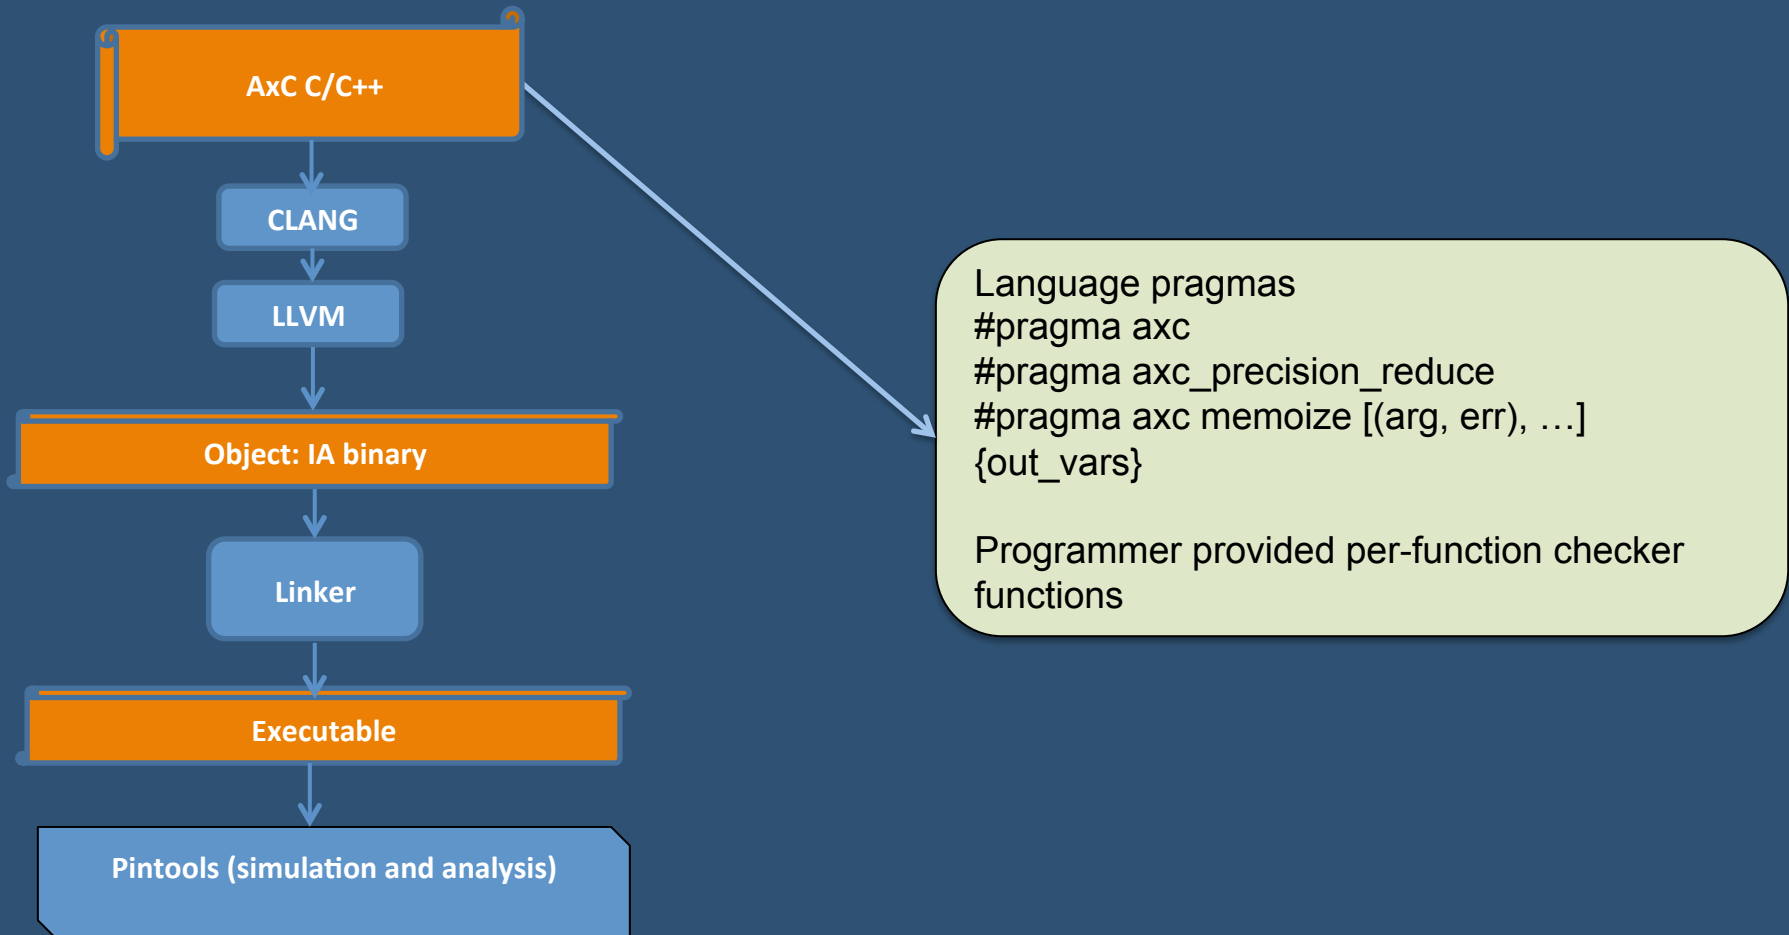 AxC C/C++
CLANG
LLVM
Object: IA binary
Linker
Executable
Pintools (simulation and analysis)
Language pragmas
#pragma axc
#pragma axc_precision_reduce
#pragma axc memoize [(arg, err), …]
{out_vars}
Programmer provided per-function checker
functions